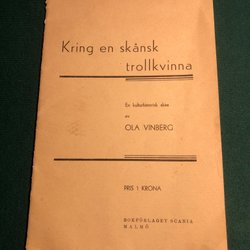 Kring en skånsk
trollkvinna
En kulturhistorisk skiss
av
OLA VINBERG
PRIS 1 KRONA
BOKFÖRLAGET SCANIA
MALMÖ